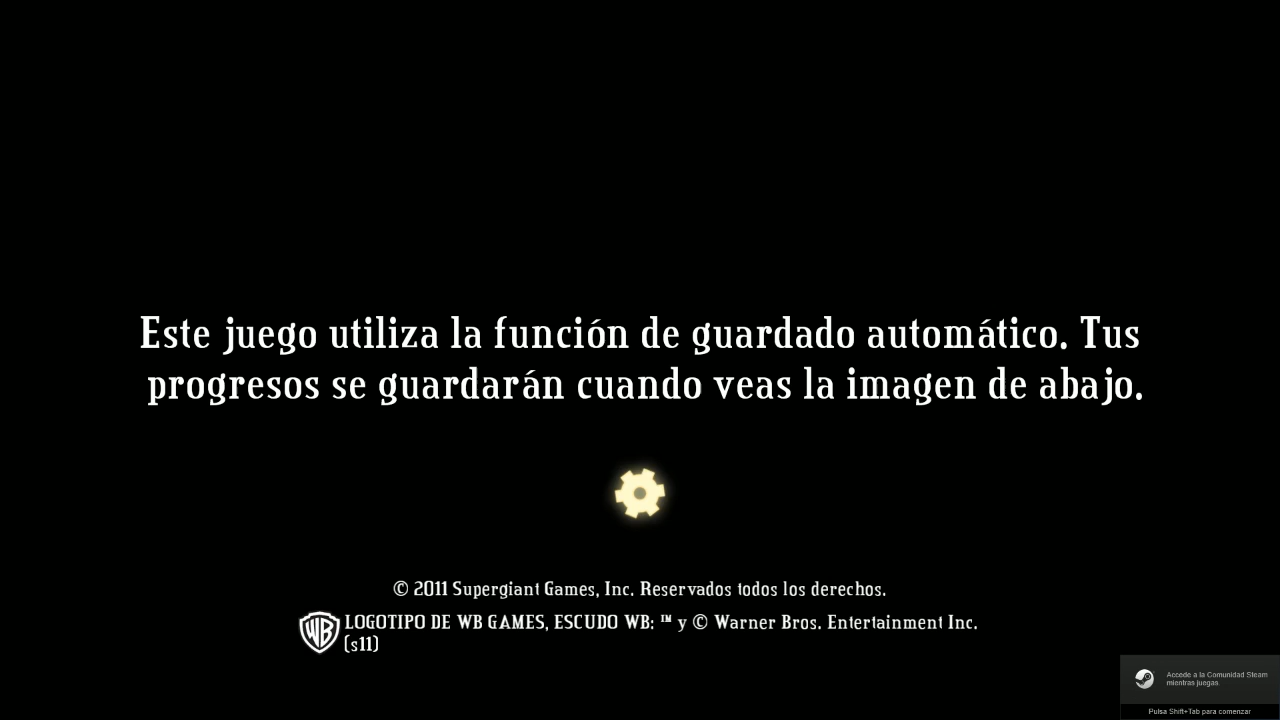 Este juego utiliza la función de guardado automático. Tus
progresos se guardarán cuando veas la imagen de abajo.
© 2011 Supergiant Games, Inc. Reservados todos los derechos.
WB LOGOTIPO DE WB GAMES, ESCUDO WB: ™ y © Warner Bros. Entertainment Inc.
(s11)
Accede a la Comunidad Steam
mientras juegas.
Pulsa Shift+Tab para comenzar